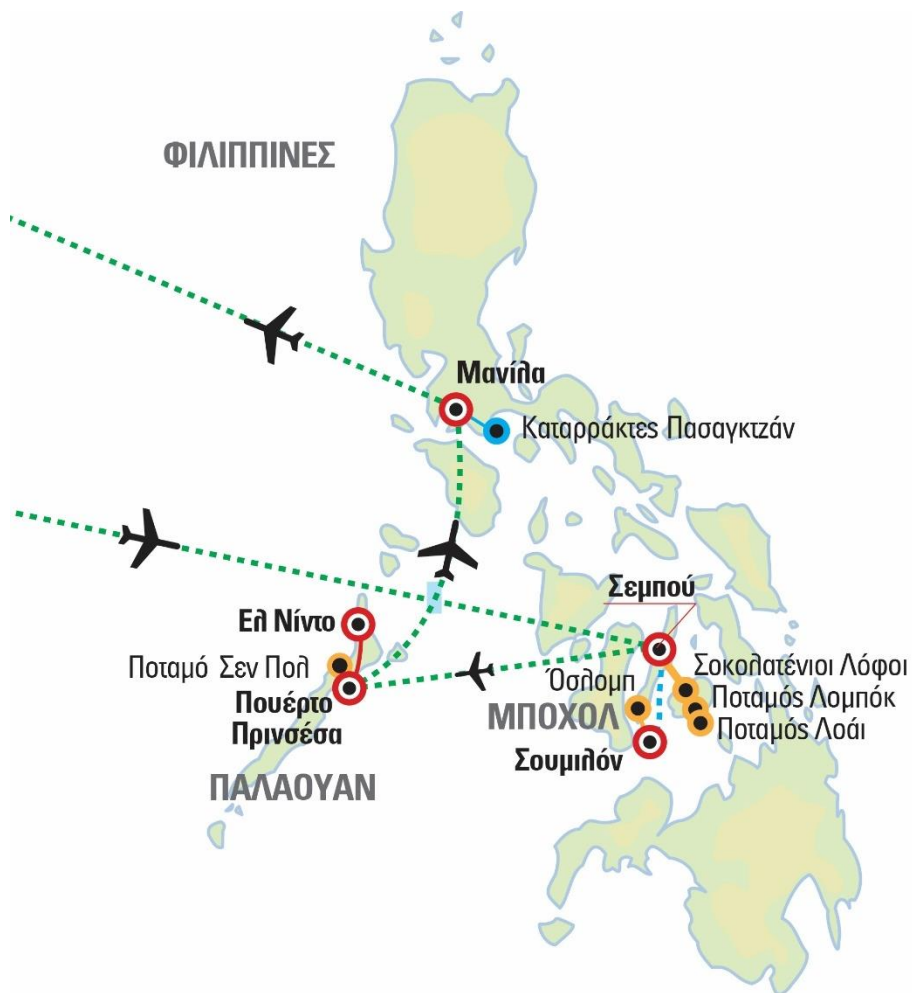 ΦΙΛΙΠΠΙΝΕΣ
Μανίλα
Καταρράκτες Πασαγκτζάν
Σεμπού
Ελ Νίντο
Ποταμό Σεν Πολ
Σοκολατένιοι Λόφοι
Όσλομπ
Ποταμός Λομπόκ
Πουέρτο
Πρινσέσα
ΜΠΟΧΟΛ
Ποταμός Λοάι
Σουμιλόν
ΠΑΛΑΟΥΑΝ